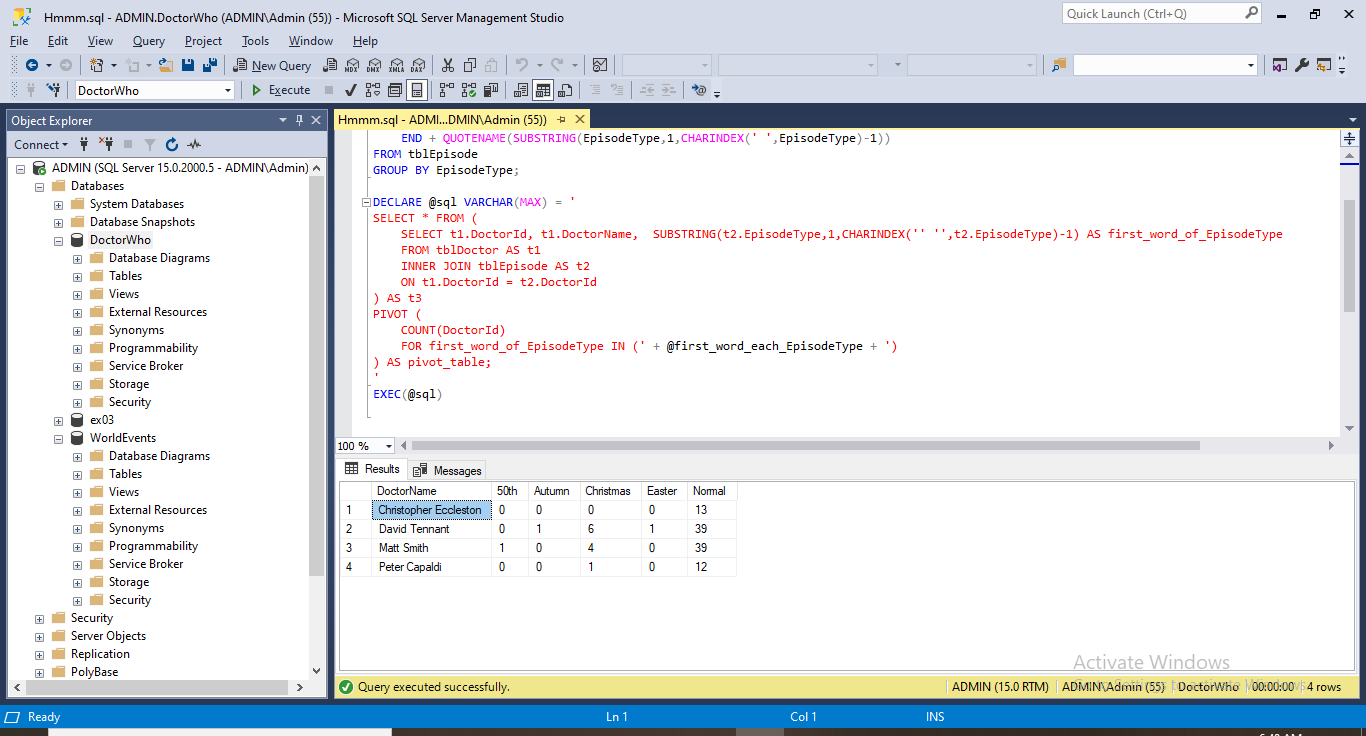 Hmmm.sql - ADMIN.DoctorWho (ADMIN\Admin (55)) - Microsoft SQL Server Management Studio
Quick Launch (Ctrl+Q)
File Edit View Query Project Tools Window Help
New Query MDX DMX XMLA DAX
DoctorWho Execute
Object Explorer
Connect
ADMIN (SQL Server 15.0.2000.5 - ADMIN\Admin)
Databases
System Databases
Database Snapshots
DoctorWho
Database Diagrams
Tables
Views
External Resources
Synonyms
Programmability
Service Broker
Storage
Security
ex03
WorldEvents
Database Diagrams
Tables
Views
External Resources
Synonyms
Programmability
Service Broker
Storage
Security
Security
Server Objects
Replication
PolyBase
Hmmm.sql - ADMI...DMIN\Admin (55))
END + QUOTENAME(SUBSTRING(EpisodeType,1,CHARINDEX(' ',EpisodeType)-1))
FROM tblEpisode
GROUP BY EpisodeType;
DECLARE @sql VARCHAR(MAX) = '
SELECT * FROM (
SELECT t1.DoctorId, t1.DoctorName, SUBSTRING(t2.EpisodeType,1,CHARINDEX('' '',t2.EpisodeType)-1) AS first_word_of_EpisodeType
FROM tblDoctor AS t1
INNER JOIN tblEpisode AS t2
ON t1.DoctorId = t2.DoctorId
) AS t3
PIVOT (
COUNT(DoctorId)
FOR first_word_of_EpisodeType IN (' + @first_word_each_EpisodeType + ')
) AS pivot_table;
'
EXEC(@sql)
100 %
Results Messages
DoctorName 50th Autumn Christmas Easter Normal
1 Christopher Eccleston 0 0 0 0 13
2 David Tennant 0 1 6 1 39
3 Matt Smith 1 0 4 0 39
4 Peter Capaldi 0 0 1 0 12
Activate Windows
Query executed successfully. ADMIN (15.0 RTM) ADMIN\Admin (55) DoctorWho 00:00:00 4 rows
Ready Ln 1 Col 1 INS